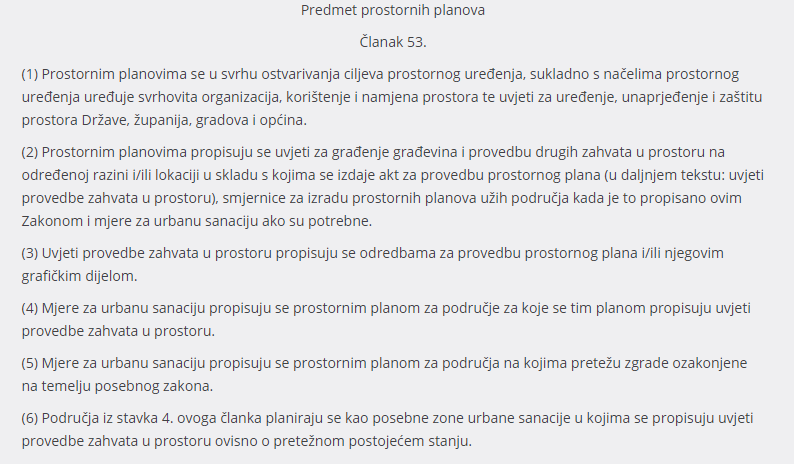 Predmet prostornih planova
Članak 53.
(1) Prostornim planovima se u svrhu ostvarivanja ciljeva prostornog uređenja, sukladno s načelima prostornog
uređenja uređuje svrhovita organizacija, korištenje i namjena prostora te uvjeti za uređenje, unaprjeđenje i zaštitu
prostora Države, županija, gradova i općina.
(2) Prostornim planovima propisuju se uvjeti za građenje građevina i provedbu drugih zahvata u prostoru na
određenoj razini i/ili lokaciji u skladu s kojima se izdaje akt za provedbu prostornog plana (u daljnjem tekstu: uvjeti
provedbe zahvata u prostoru), smjernice za izradu prostornih planova užih područja kada je to propisano ovim
Zakonom i mjere za urbanu sanaciju ako su potrebne.
(3) Uvjeti provedbe zahvata u prostoru propisuju se odredbama za provedbu prostornog plana i/ili njegovim
grafičkim dijelom.
(4) Mjere za urbanu sanaciju propisuju se prostornim planom za područje za koje se tim planom propisuju uvjeti
provedbe zahvata u prostoru.
(5) Mjere za urbanu sanaciju propisuju se prostornim planom za područja na kojima pretežu zgrade ozakonjene
na temelju posebnog zakona.
(6) Područja iz stavka 4. ovoga članka planiraju se kao posebne zone urbane sanacije u kojima se propisuju uvjeti
provedbe zahvata u prostoru ovisno o pretežnom postojećem stanju.